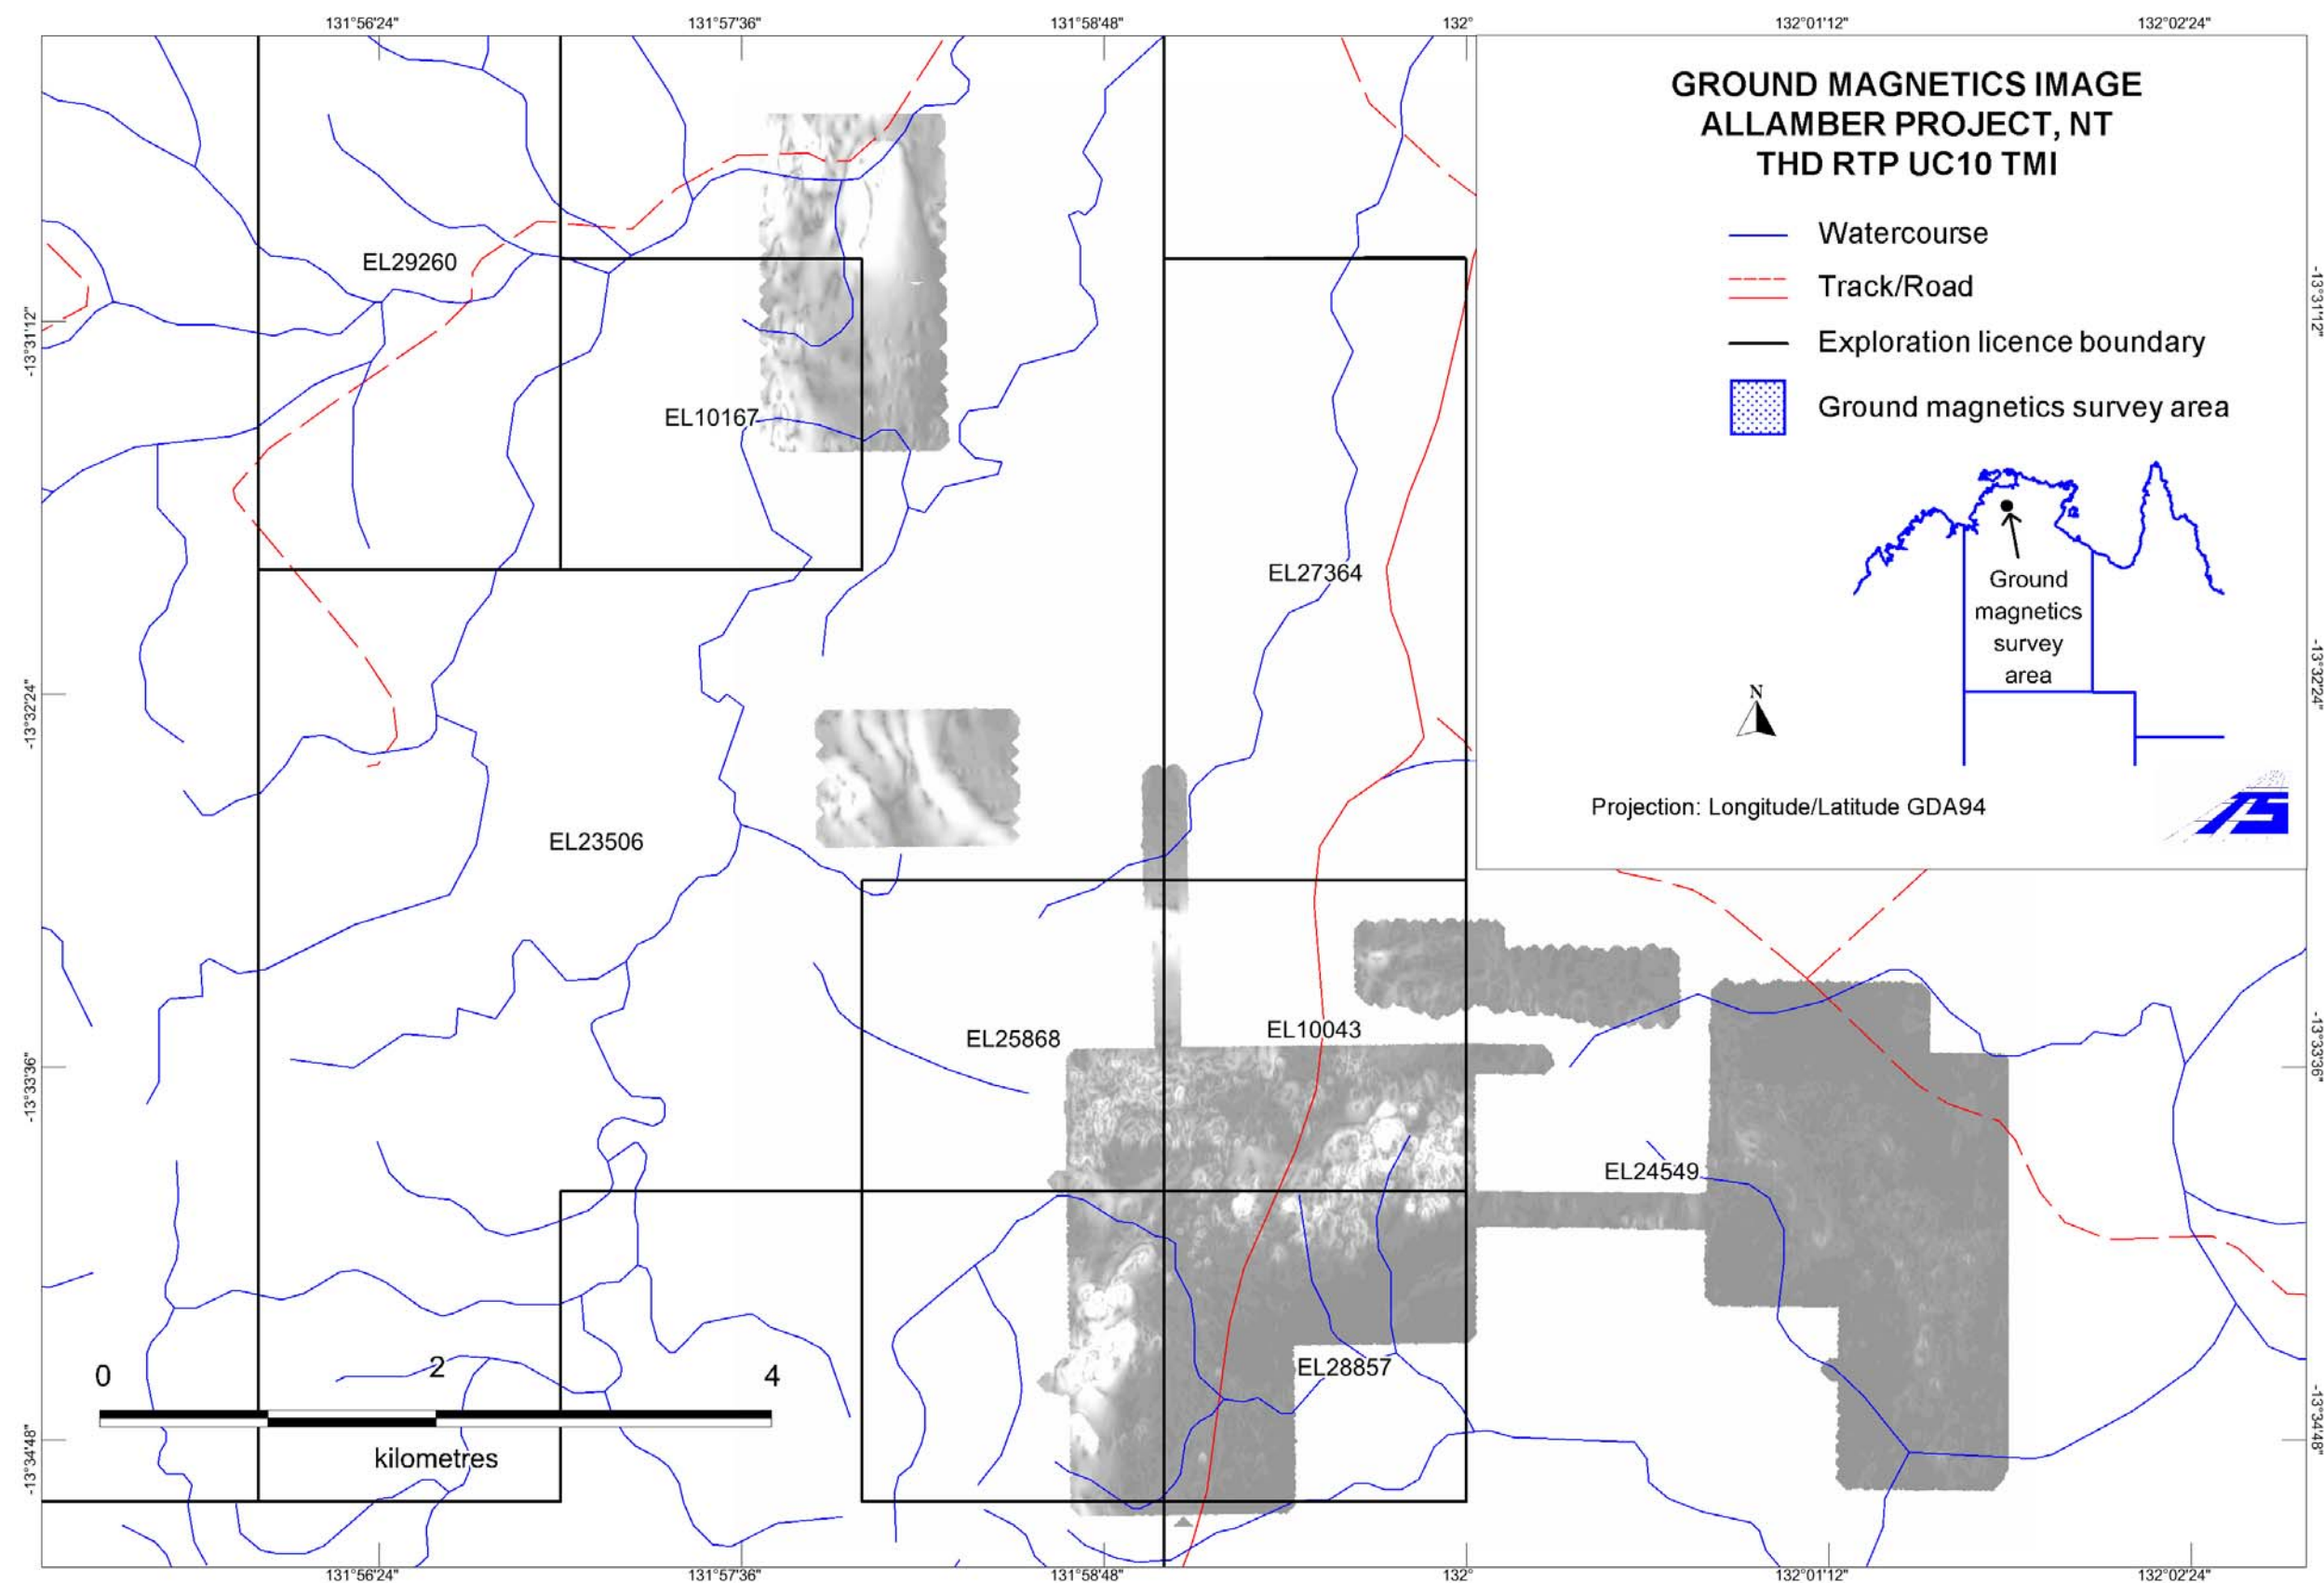 131°56'24"
131°57'36"
131°58'48"
132°
132°01'12"
132°02'24"
GROUND MAGNETICS IMAGE
ALLAMBER PROJECT, NT
THD RTP UC10 TMI
Watercourse
Track/Road
Exploration licence boundary
Ground magnetics survey area
Ground
magnetics
survey
area
N
Projection: Longitude/Latitude GDA94
-13°31'12"
-13°31'12"
-13°32'24"
-13°32'24"
-13°33'36"
-13°33'36"
-13°34'48"
-13°34'48"
EL29260
EL10167
EL27364
EL23506
EL25868
EL10043
EL24549
EL28857
0
2
4
kilometres
131°56'24"
131°57'36"
131°58'48"
132°
132°01'12"
132°02'24"